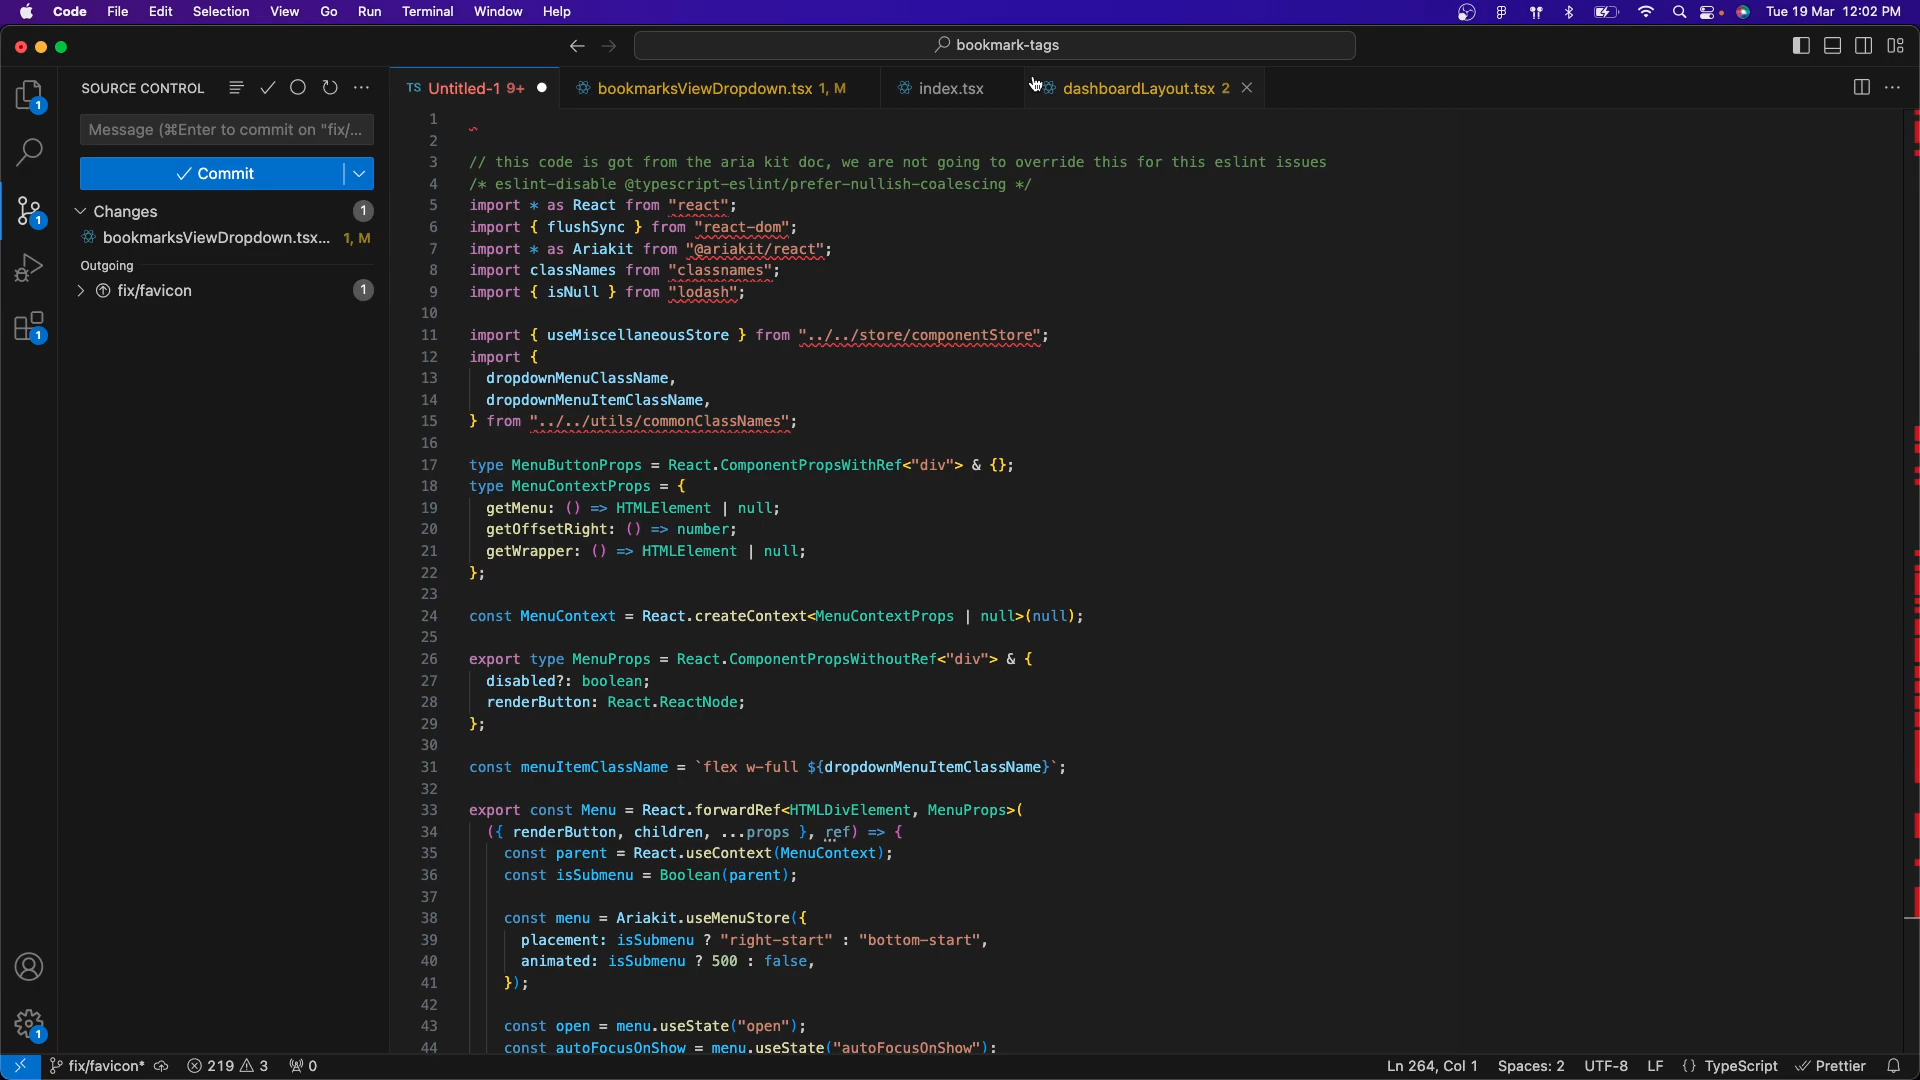 Code File Edit Selection View Go Run Terminal Window Help Tue 19 Mar 12:02 PM
bookmark-tags
SOURCE CONTROL
Message (⌘Enter to commit on "fix/...
Commit
Changes 1
bookmarksViewDropdown.tsx... 1, M
Outgoing
fix/favicon 1
1
1
1
1
TS Untitled-1 9+ bookmarksViewDropdown.tsx 1, M index.tsx dashboardLayout.tsx 2
1
2
3 // this code is got from the aria kit doc, we are not going to override this for this eslint issues
4 /* eslint-disable @typescript-eslint/prefer-nullish-coalescing */
5 import * as React from "react";
6 import { flushSync } from "react-dom";
7 import * as Ariakit from "@ariakit/react";
8 import classNames from "classnames";
9 import { isNull } from "lodash";
10
11 import { useMiscellaneousStore } from "../../store/componentStore";
12 import {
13 dropdownMenuClassName,
14 dropdownMenuItemClassName,
15 } from "../../utils/commonClassNames";
16
17 type MenuButtonProps = React.ComponentPropsWithRef<"div"> & {};
18 type MenuContextProps = {
19 getMenu: () => HTMLElement | null;
20 getOffsetRight: () => number;
21 getWrapper: () => HTMLElement | null;
22 };
23
24 const MenuContext = React.createContext<MenuContextProps | null>(null);
25
26 export type MenuProps = React.ComponentPropsWithoutRef<"div"> & {
27 disabled?: boolean;
28 renderButton: React.ReactNode;
29 };
30
31 const menuItemClassName = `flex w-full ${dropdownMenuItemClassName}`;
32
33 export const Menu = React.forwardRef<HTMLDivElement, MenuProps>(
34 ({ renderButton, children, ...props }, ref) => {
35 const parent = React.useContext(MenuContext);
36 const isSubmenu = Boolean(parent);
37
38 const menu = Ariakit.useMenuStore({
39 placement: isSubmenu ? "right-start" : "bottom-start",
40 animated: isSubmenu ? 500 : false,
41 });
42
43 const open = menu.useState("open");
44 const autoFocusOnShow = menu.useState("autoFocusOnShow");
fix/favicon* 219 3 0 Ln 264, Col 1 Spaces: 2 UTF-8 LF {} TypeScript Prettier